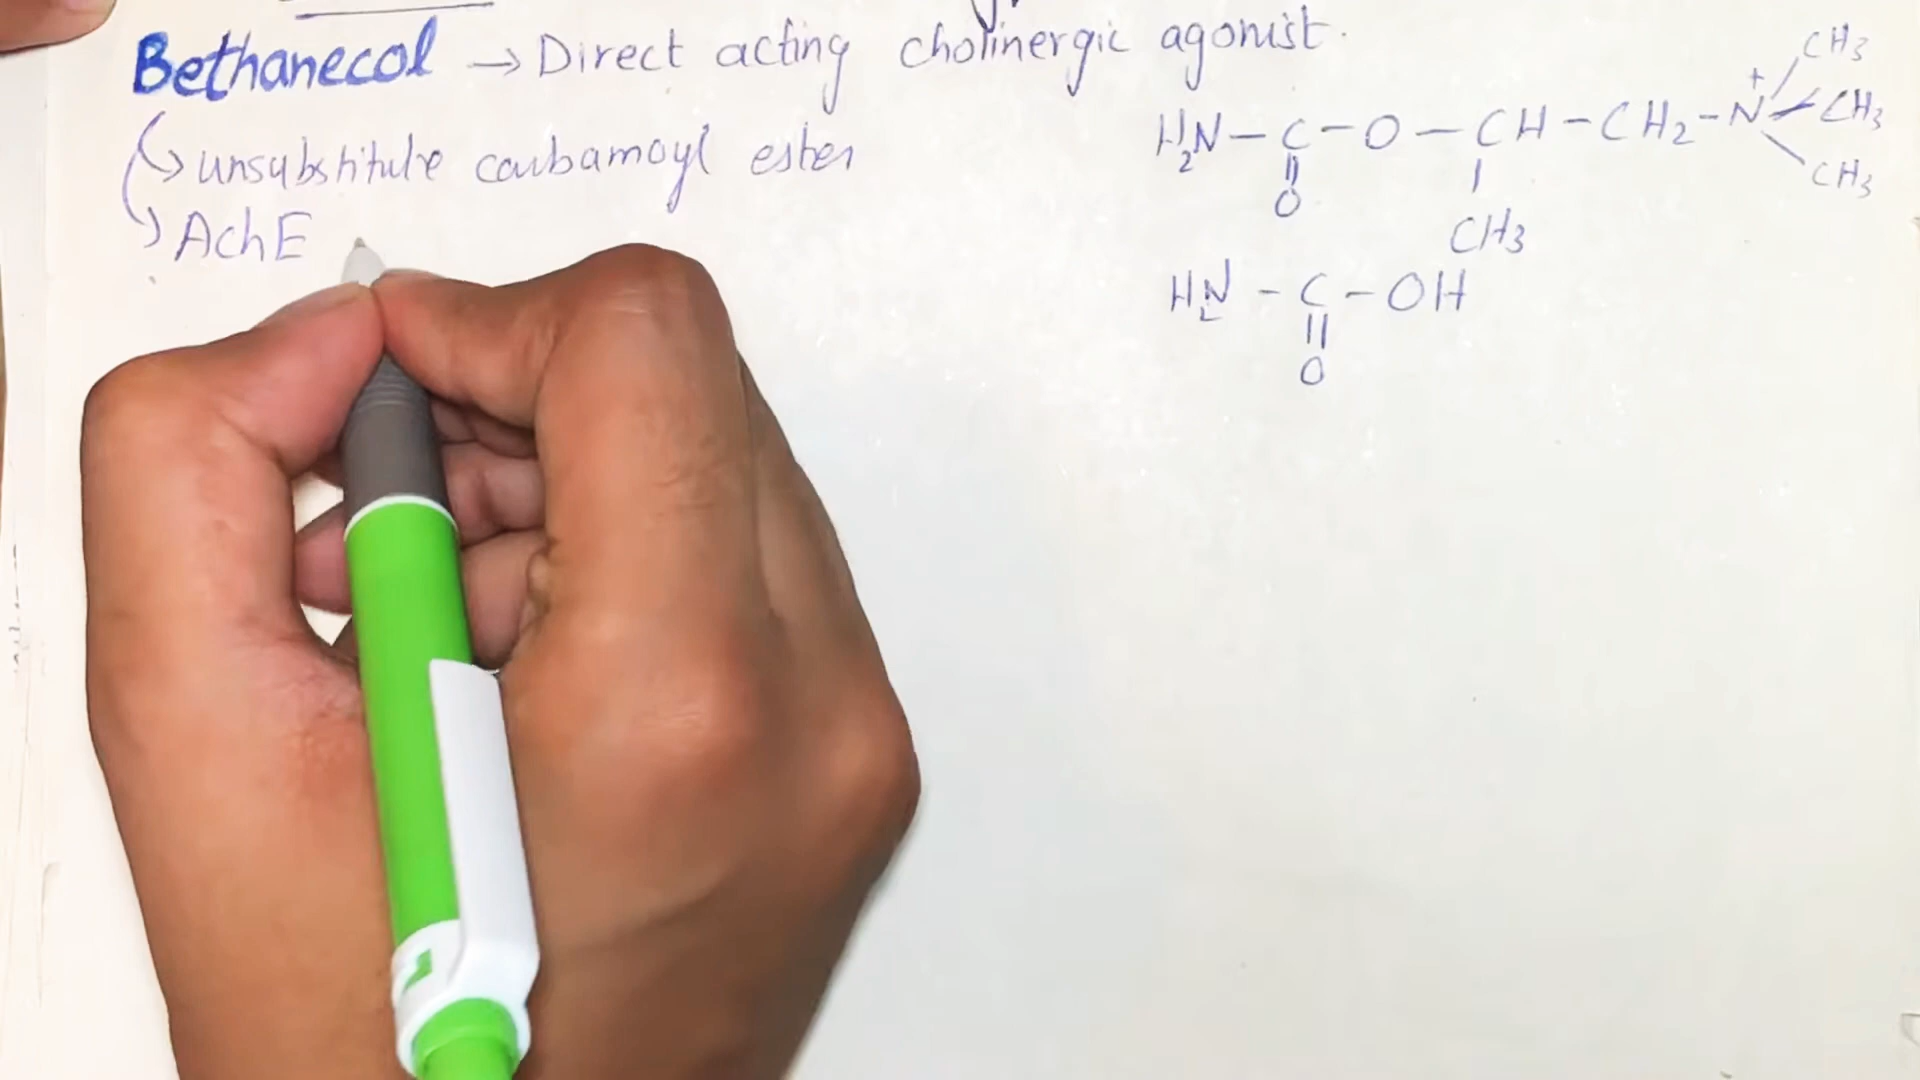 Bethanecol → Direct acting cholinergic agonist.
↳ unsubstitute carbamoyl ester
↳ AchE
H₂N – C – O – CH – CH₂ – N⁺
CH₃
CH₃
CH₃
O
CH₃
H₂N – C – OH
O